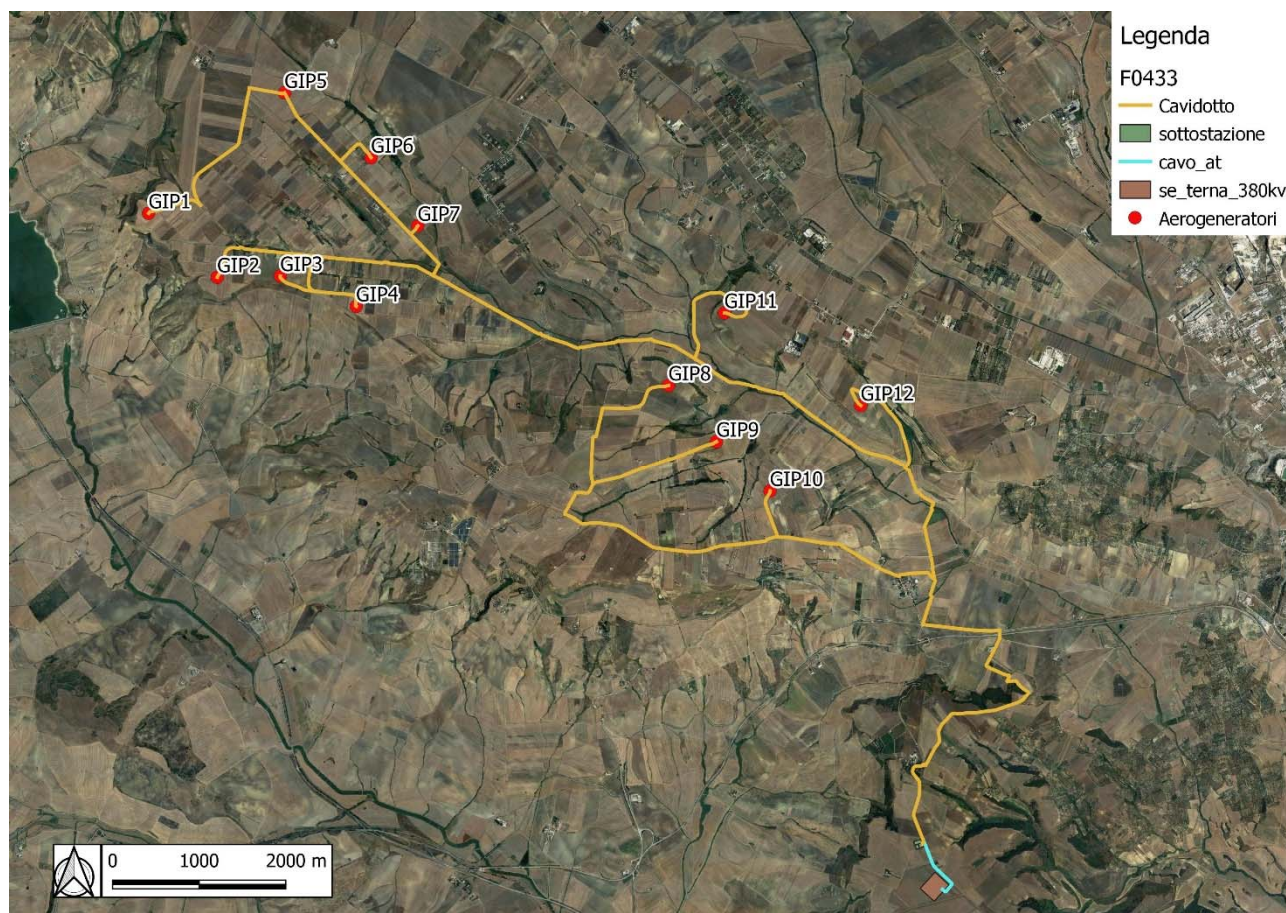 Legenda
F0433
Cavidotto
sottostazione
cavo_at
se_terna_380kv
Aerogeneratori
GIP5
GIP6
GIP1
GIP7
GIP2
GIP3
GIP4
GIP11
GIP8
GIP12
GIP9
GIP10
0 1000 2000 m